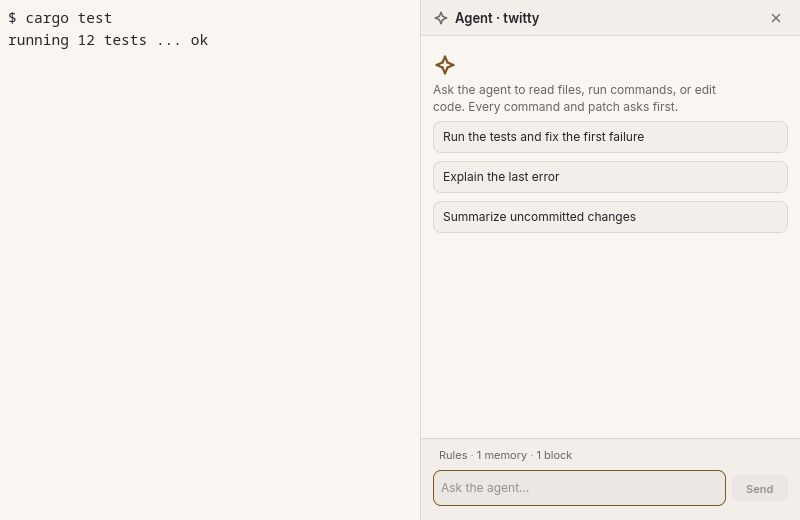 $ cargo test
running 12 tests ... ok
Agent · twitty
Ask the agent to read files, run commands, or edit
code. Every command and patch asks first.
Run the tests and fix the first failure
Explain the last error
Summarize uncommitted changes
Rules · 1 memory · 1 block
Ask the agent...
Send